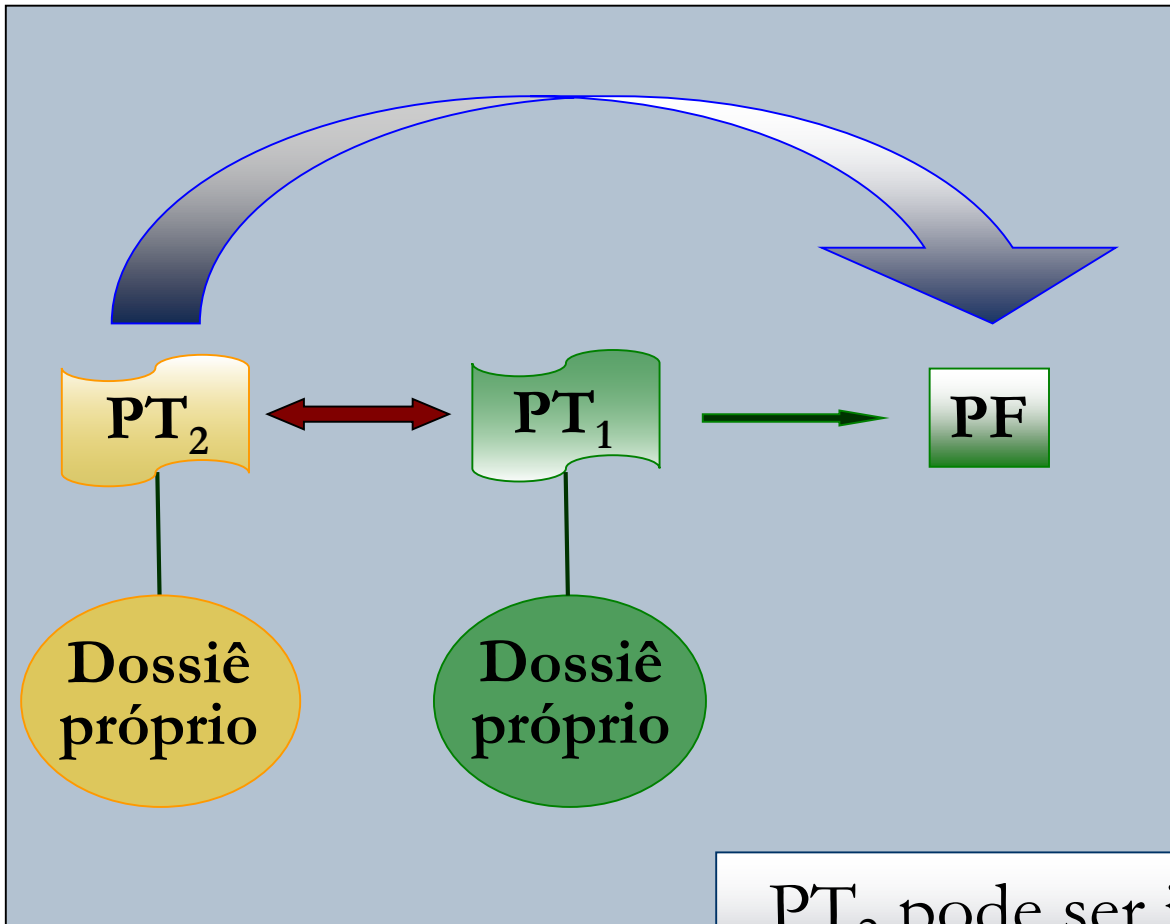 PT₂
PT₁
PF
Dossiê
próprio
Dossiê
próprio
PT₂ pode ser